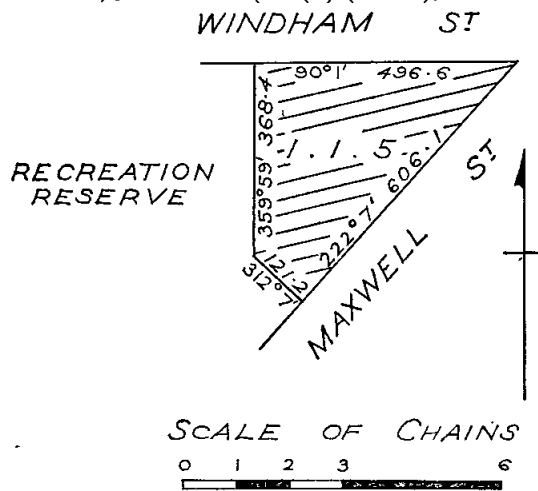 WINDHAM ST
90°1' 496.6
368.4
359°59'
1.1.5
606.1
222°7'
RECREATION
RESERVE
121.2
312°7'
MAXWELL ST
SCALE OF CHAINS
0 1 2 3 6